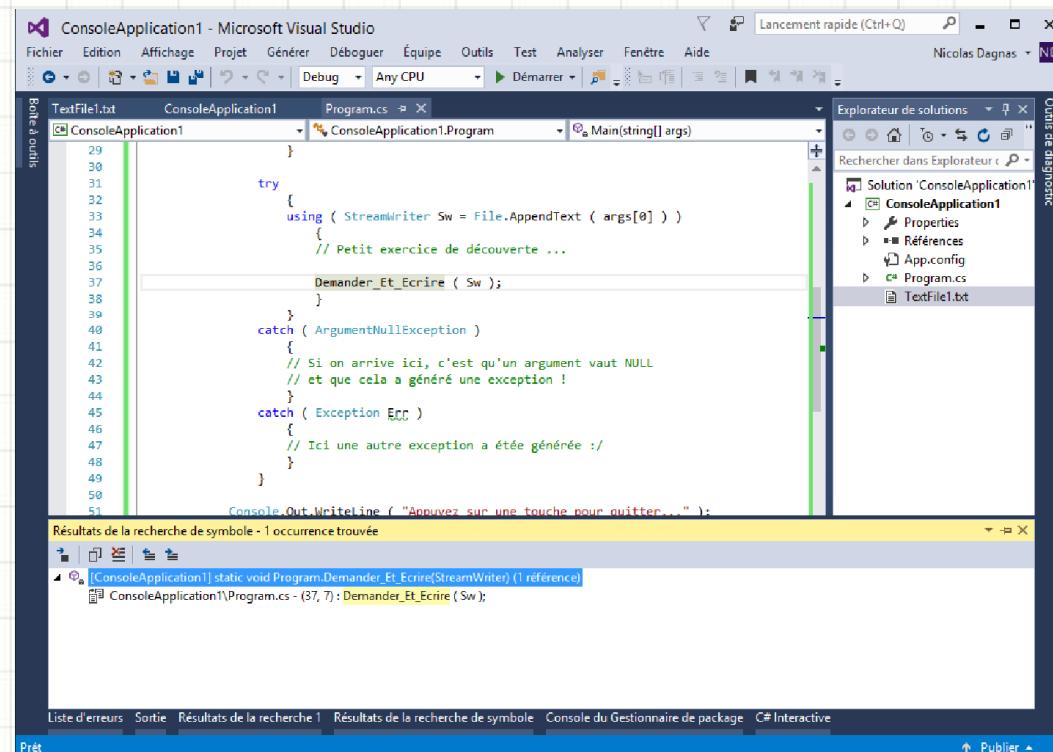 ConsoleApplication1 - Microsoft Visual Studio
Lancement rapide (Ctrl+Q)
Fichier Edition Affichage Projet Générer Déboguer Équipe Outils Test Analyser Fenêtre Aide
Nicolas Dagnas
Debug Any CPU Démarrer
Boîte à outils
TextFile1.txt ConsoleApplication1 Program.cs
ConsoleApplication1 ConsoleApplication1.Program Main(string[] args)
29 }
30
31 try
32 {
33 using ( StreamWriter Sw = File.AppendText ( args[0] ) )
34 {
35 // Petit exercice de découverte ...
36
37 Demander_Et_Ecrire ( Sw );
38 }
39 }
40 catch ( ArgumentNullException )
41 {
42 // Si on arrive ici, c'est qu'un argument vaut NULL
43 // et que cela a généré une exception !
44 }
45 catch ( Exception Err )
46 {
47 // Ici une autre exception a étée générée :/
48 }
49 }
50
51 Console.Out.WriteLine ( "Appuyez sur une touche pour quitter..." );
Explorateur de solutions
Rechercher dans Explorateur
Solution 'ConsoleApplication1'
C# ConsoleApplication1
Properties
Références
App.config
C# Program.cs
TextFile1.txt
Outils de diagnostic
Résultats de la recherche de symbole - 1 occurrence trouvée
[ConsoleApplication1] static void Program.Demander_Et_Ecrire(StreamWriter) (1 référence)
ConsoleApplication1\Program.cs - (37, 7) : Demander_Et_Ecrire ( Sw );
Liste d'erreurs Sortie Résultats de la recherche 1 Résultats de la recherche de symbole Console du Gestionnaire de package C# Interactive
Prêt
Publier